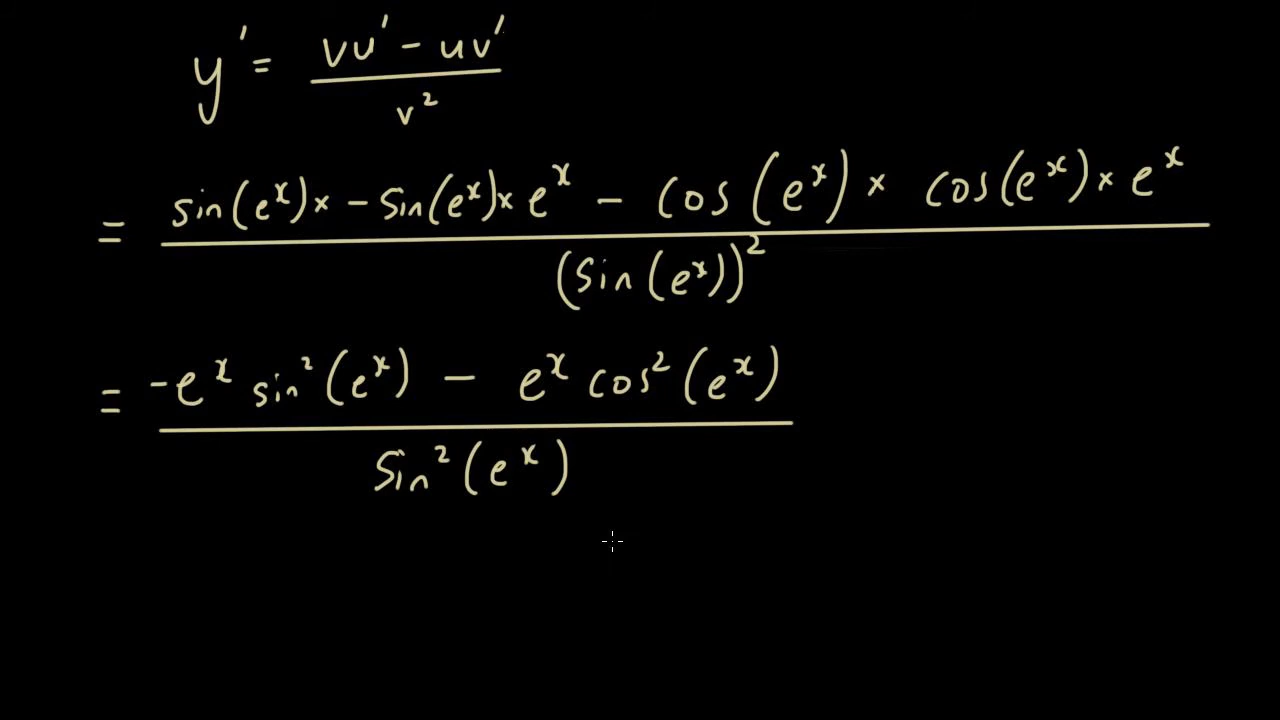 y' = (vu' - uv') / v²
= (sin(eˣ) × -sin(eˣ) × eˣ - cos(eˣ) × cos(eˣ) × eˣ) / (sin(eˣ))²
= (-eˣ sin²(eˣ) - eˣ cos²(eˣ)) / sin²(eˣ)